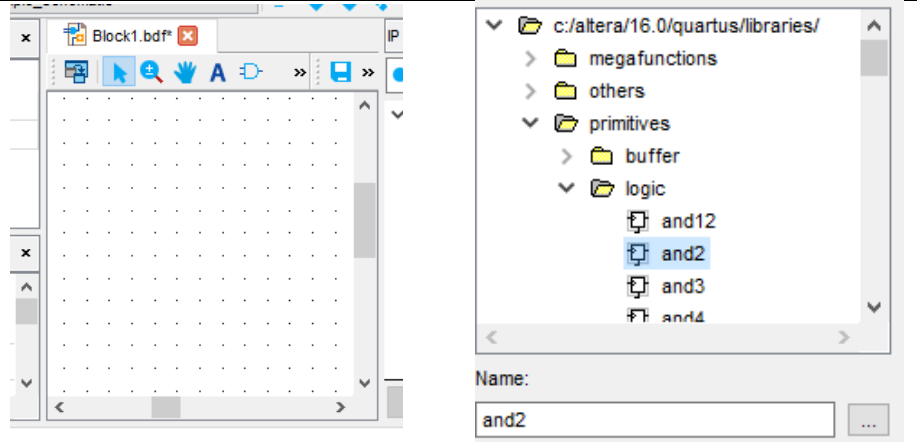 Block1.bdf*
IP
A
»
»
c:/altera/16.0/quartus/libraries/
megafunctions
others
primitives
buffer
logic
and12
and2
and3
and4
Name:
and2
...